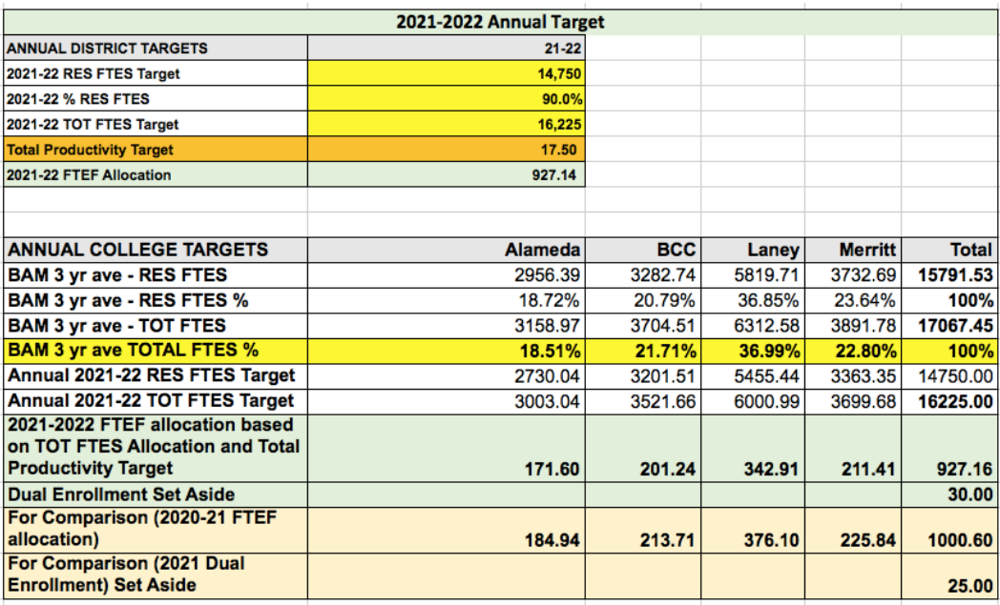 2021-2022 Annual Target
ANNUAL DISTRICT TARGETS 21-22
2021-22 RES FTES Target 14,750
2021-22 % RES FTES 90.0%
2021-22 TOT FTES Target 16,225
Total Productivity Target 17.50
2021-22 FTEF Allocation 927.14
ANNUAL COLLEGE TARGETS Alameda BCC Laney Merritt Total
BAM 3 yr ave - RES FTES 2956.39 3282.74 5819.71 3732.69 15791.53
BAM 3 yr ave - RES FTES % 18.72% 20.79% 36.85% 23.64% 100%
BAM 3 yr ave - TOT FTES 3158.97 3704.51 6312.58 3891.78 17067.45
BAM 3 yr ave TOTAL FTES % 18.51% 21.71% 36.99% 22.80% 100%
Annual 2021-22 RES FTES Target 2730.04 3201.51 5455.44 3363.35 14750.00
Annual 2021-22 TOT FTES Target 3003.04 3521.66 6000.99 3699.68 16225.00
2021-2022 FTEF allocation based
on TOT FTES Allocation and Total
Productivity Target 171.60 201.24 342.91 211.41 927.16
Dual Enrollment Set Aside 30.00
For Comparison (2020-21 FTEF
allocation) 184.94 213.71 376.10 225.84 1000.60
For Comparison (2021 Dual
Enrollment) Set Aside 25.00